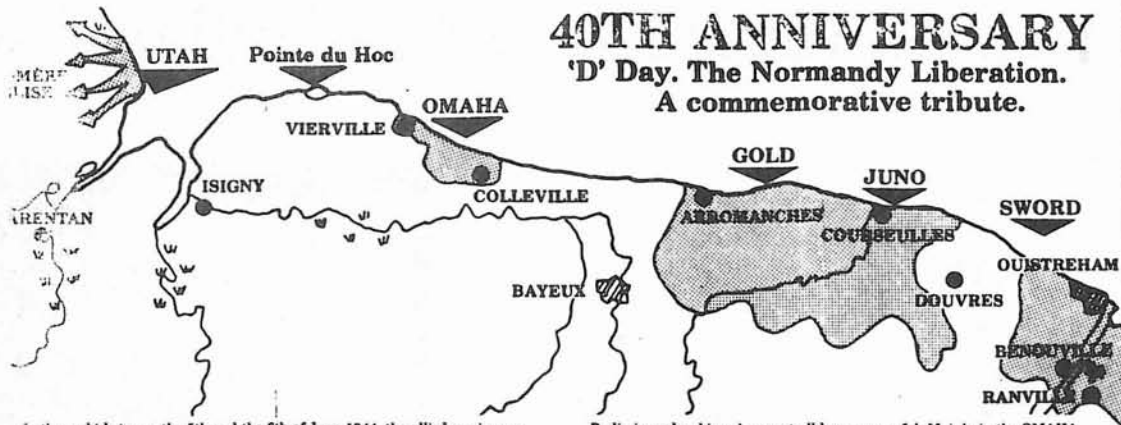 40TH ANNIVERSARY
'D' Day. The Normandy Liberation.
A commemorative tribute.
UTAH
Pointe du Hoc
OMAHA
VIERVILLE
COLLEVILLE
ISIGNY
RENTAN
BAYEUX
GOLD
ARROMANCHES
JUNO
COURSEULLES
DOUVRES
SWORD
OUISTREHAM
BENOUVILLE
RANVILLE